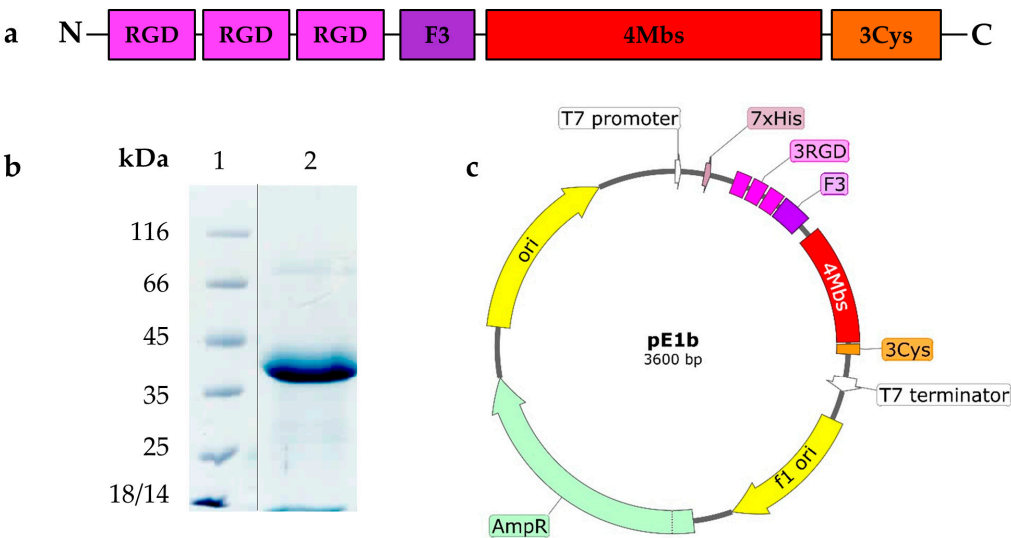 a N RGD RGD RGD F3 4Mbs 3Cys C
b kDa 1 2
116
66
45
35
25
18/14
c
T7 promoter
7xHis
3RGD
F3
4Mbs
3Cys
T7 terminator
f1 ori
AmpR
ori
pE1b
3600 bp